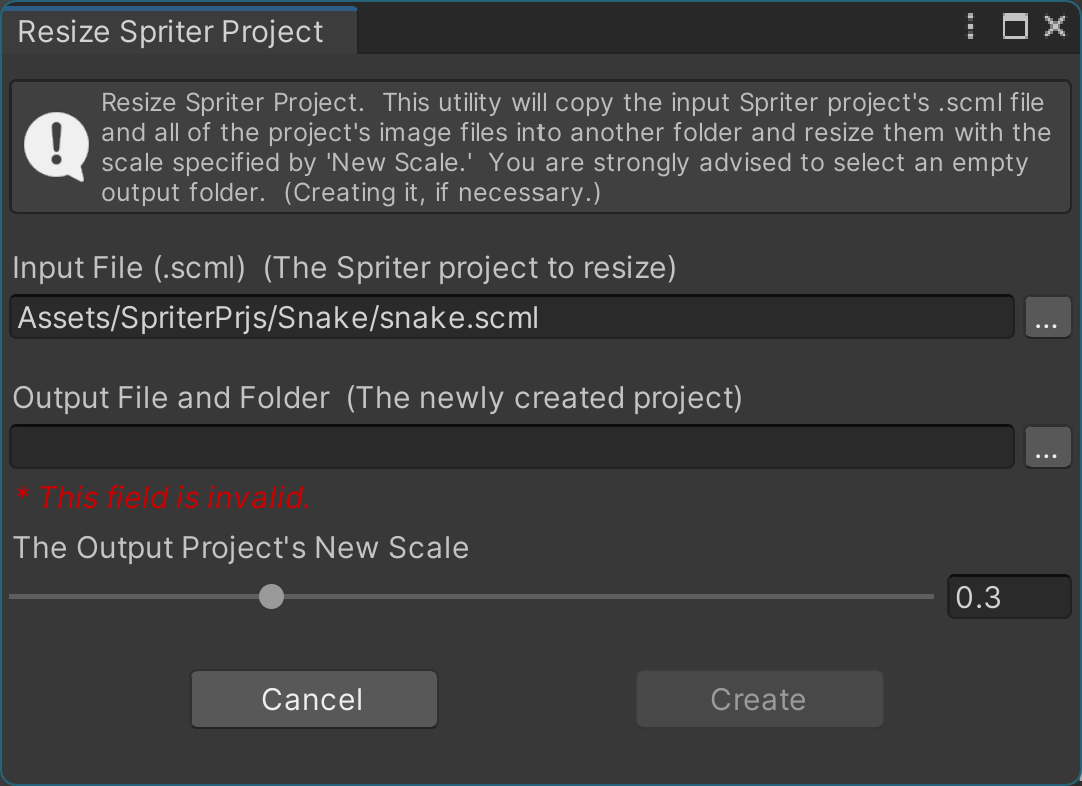 Resize Spriter Project
Resize Spriter Project.  This utility will copy the input Spriter project's .scml file
and all of the project's image files into another folder and resize them with the
scale specified by 'New Scale.'  You are strongly advised to select an empty
output folder.  (Creating it, if necessary.)
Input File (.scml)  (The Spriter project to resize)
Assets/SpriterPrjs/Snake/snake.scml
...
Output File and Folder  (The newly created project)
...
* This field is invalid.
The Output Project's New Scale
0.3
Cancel
Create